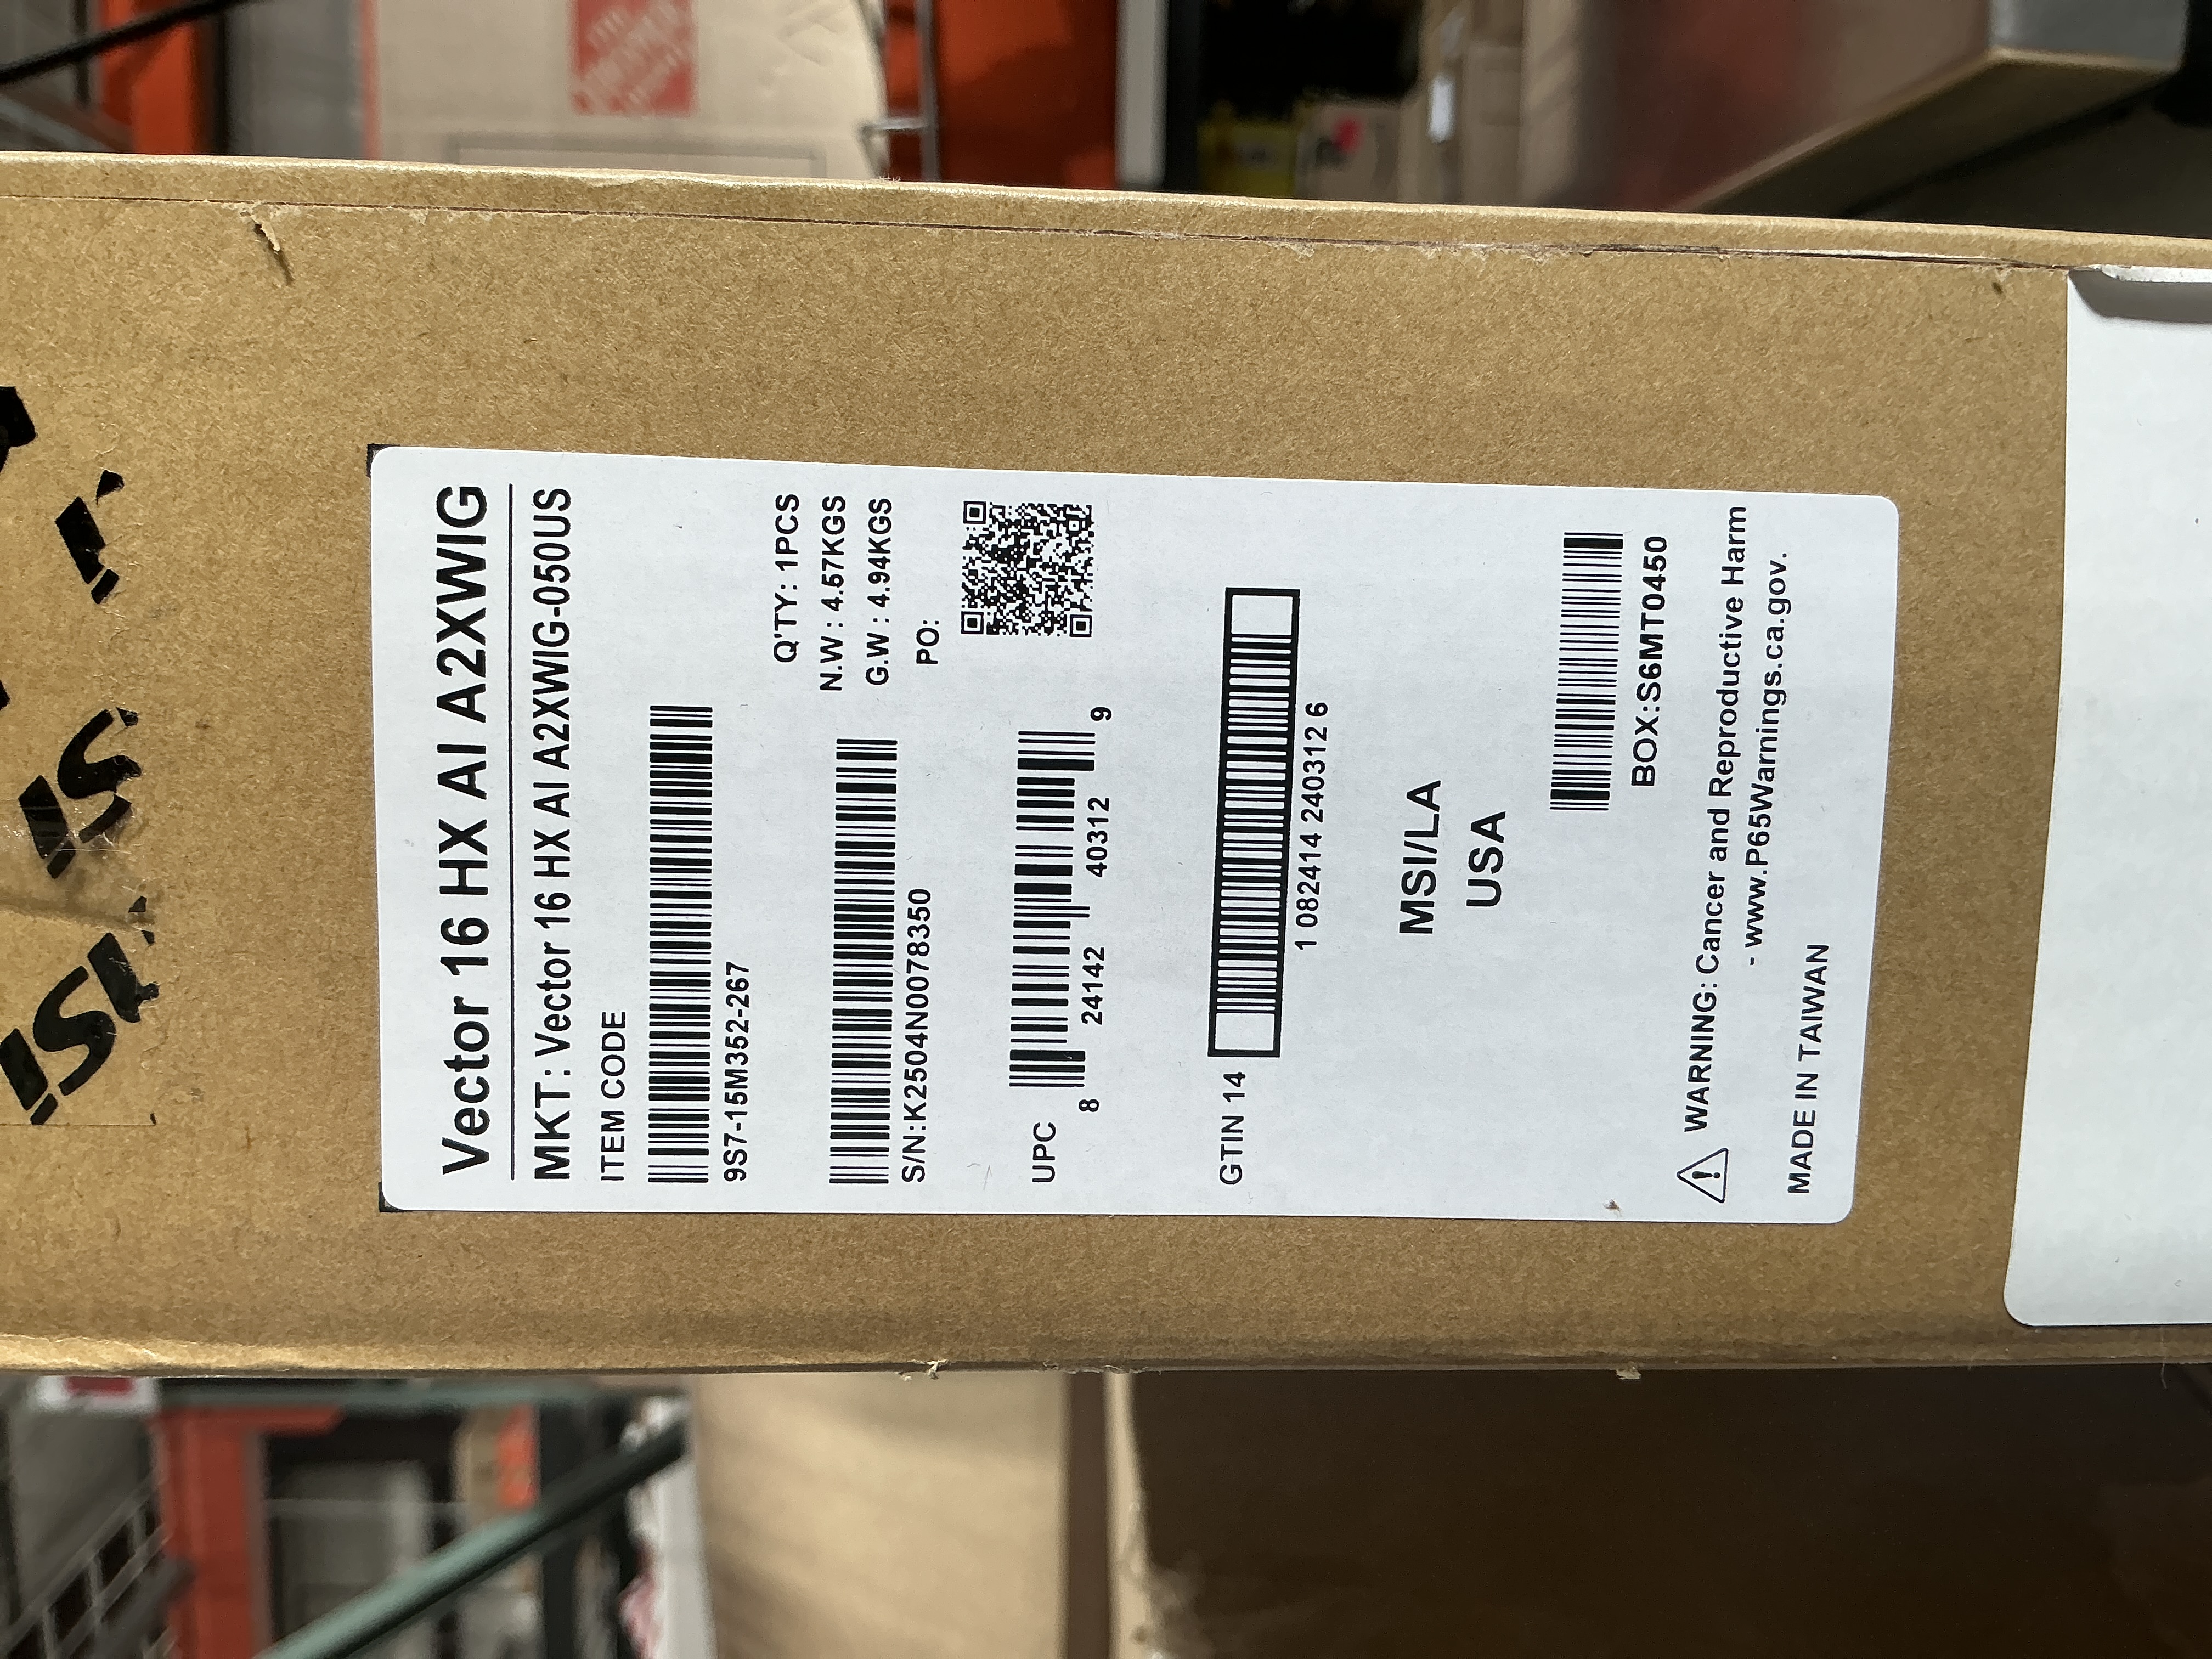 Vector 16 HX AI A2XWIG
MKT: Vector 16 HX AI A2XWIG-050US
ITEM CODE
9S7-15M352-267
Q'TY: 1PCS
N.W : 4.57KGS
G.W : 4.94KGS
PO:
S/N:K2504N0078350
UPC
8 24142 40312 9
GTIN 14
1 082414 240312 6
MSI/LA
USA
BOX:S6MT0450
WARNING: Cancer and Reproductive Harm
- www.P65Warnings.ca.gov.
MADE IN TAIWAN